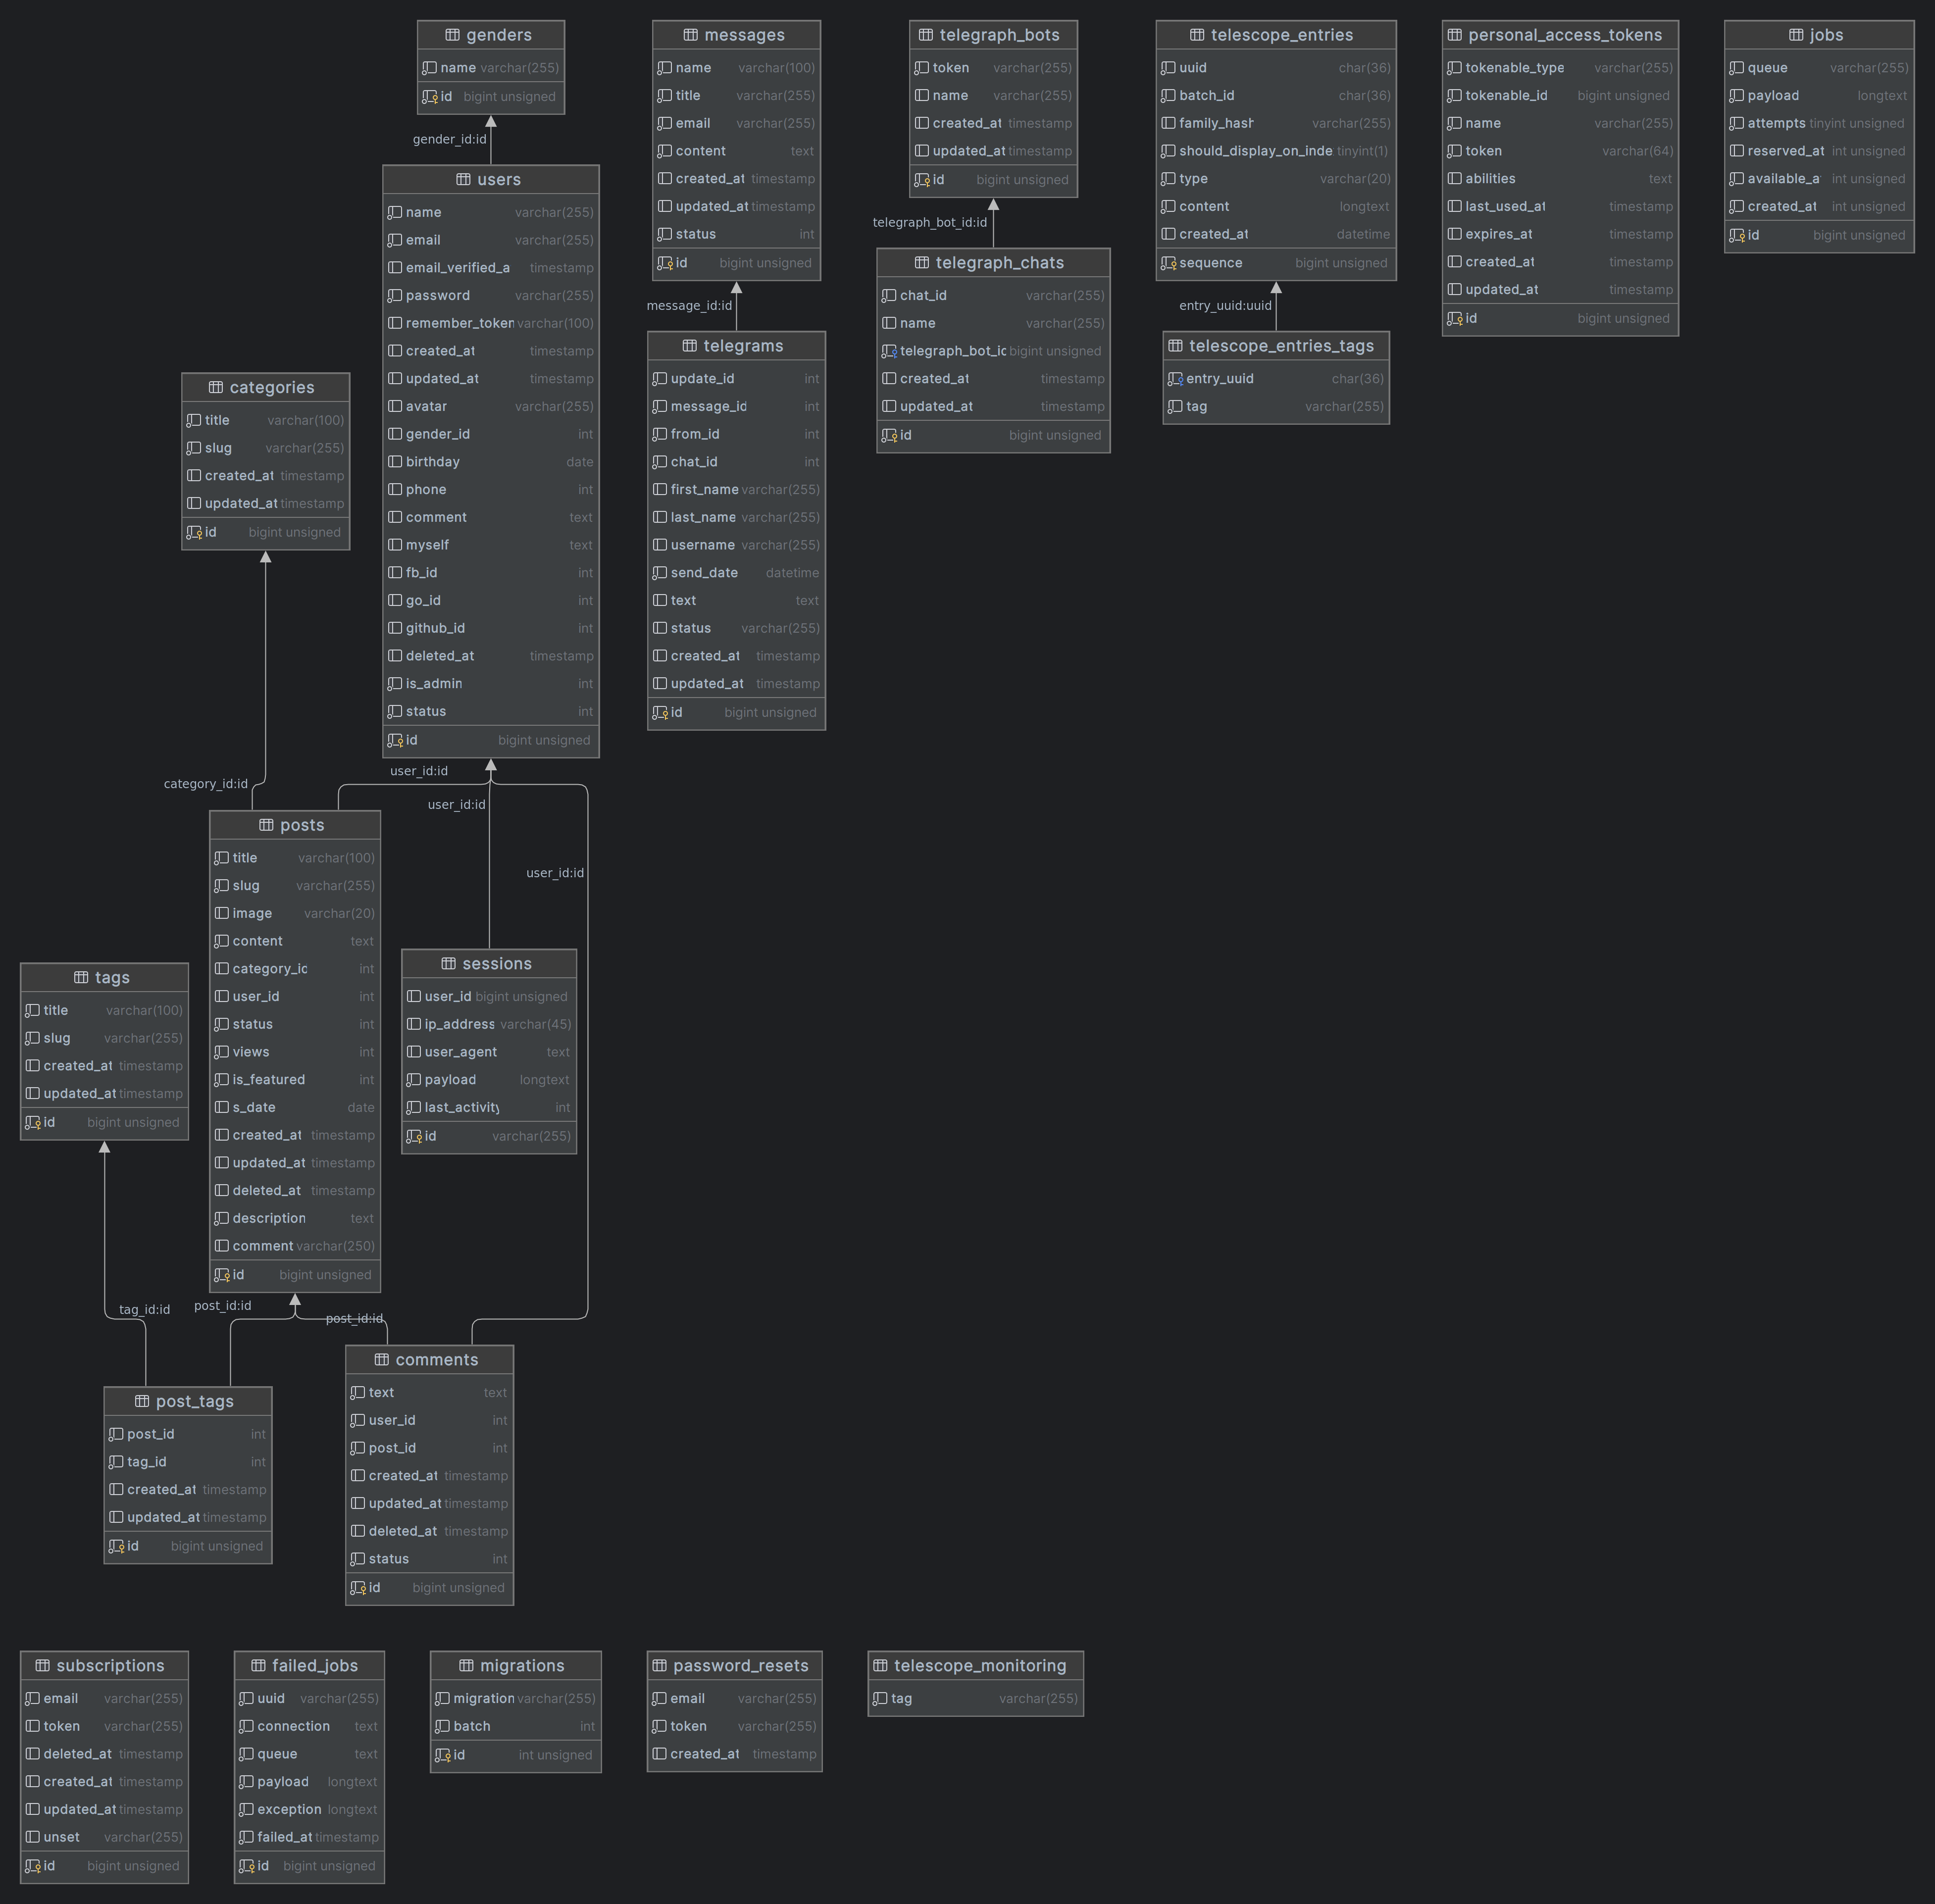 genders
name varchar(255)
id bigint unsigned
gender_id:id
users
name varchar(255)
email varchar(255)
email_verified_a timestamp
password varchar(255)
remember_token varchar(100)
created_at timestamp
updated_at timestamp
avatar varchar(255)
gender_id int
birthday date
phone int
comment text
myself text
fb_id int
go_id int
github_id int
deleted_at timestamp
is_admin int
status int
id bigint unsigned
messages
name varchar(100)
title varchar(255)
email varchar(255)
content text
created_at timestamp
updated_at timestamp
status int
id bigint unsigned
message_id:id
telegrams
update_id int
message_id int
from_id int
chat_id int
first_name varchar(255)
last_name varchar(255)
username varchar(255)
send_date datetime
text text
status varchar(255)
created_at timestamp
updated_at timestamp
id bigint unsigned
telegraph_bots
token varchar(255)
name varchar(255)
created_at timestamp
updated_at timestamp
id bigint unsigned
telegraph_bot_id:id
telegraph_chats
chat_id varchar(255)
name varchar(255)
telegraph_bot_id bigint unsigned
created_at timestamp
updated_at timestamp
id bigint unsigned
telescope_entries
uuid char(36)
batch_id char(36)
family_hash varchar(255)
should_display_on_inde tinyint(1)
type varchar(20)
content longtext
created_at datetime
sequence bigint unsigned
entry_uuid:uuid
telescope_entries_tags
entry_uuid char(36)
tag varchar(255)
personal_access_tokens
tokenable_type varchar(255)
tokenable_id bigint unsigned
name varchar(255)
token varchar(64)
abilities text
last_used_at timestamp
expires_at timestamp
created_at timestamp
updated_at timestamp
id bigint unsigned
jobs
queue varchar(255)
payload longtext
attempts tinyint unsigned
reserved_at int unsigned
available_a int unsigned
created_at int unsigned
id bigint unsigned
categories
title varchar(100)
slug varchar(255)
created_at timestamp
updated_at timestamp
id bigint unsigned
category_id:id
user_id:id
user_id:id
user_id:id
posts
title varchar(100)
slug varchar(255)
image varchar(20)
content text
category_id int
user_id int
status int
views int
is_featured int
s_date date
created_at timestamp
updated_at timestamp
deleted_at timestamp
description text
comment varchar(250)
id bigint unsigned
sessions
user_id bigint unsigned
ip_address varchar(45)
user_agent text
payload longtext
last_activity int
id varchar(255)
tags
title varchar(100)
slug varchar(255)
created_at timestamp
updated_at timestamp
id bigint unsigned
tag_id:id
post_id:id
post_id:id
post_tags
post_id int
tag_id int
created_at timestamp
updated_at timestamp
id bigint unsigned
comments
text text
user_id int
post_id int
created_at timestamp
updated_at timestamp
deleted_at timestamp
status int
id bigint unsigned
subscriptions
email varchar(255)
token varchar(255)
deleted_at timestamp
created_at timestamp
updated_at timestamp
unset varchar(255)
id bigint unsigned
failed_jobs
uuid varchar(255)
connection text
queue text
payload longtext
exception longtext
failed_at timestamp
id bigint unsigned
migrations
migration varchar(255)
batch int
id int unsigned
password_resets
email varchar(255)
token varchar(255)
created_at timestamp
telescope_monitoring
tag varchar(255)